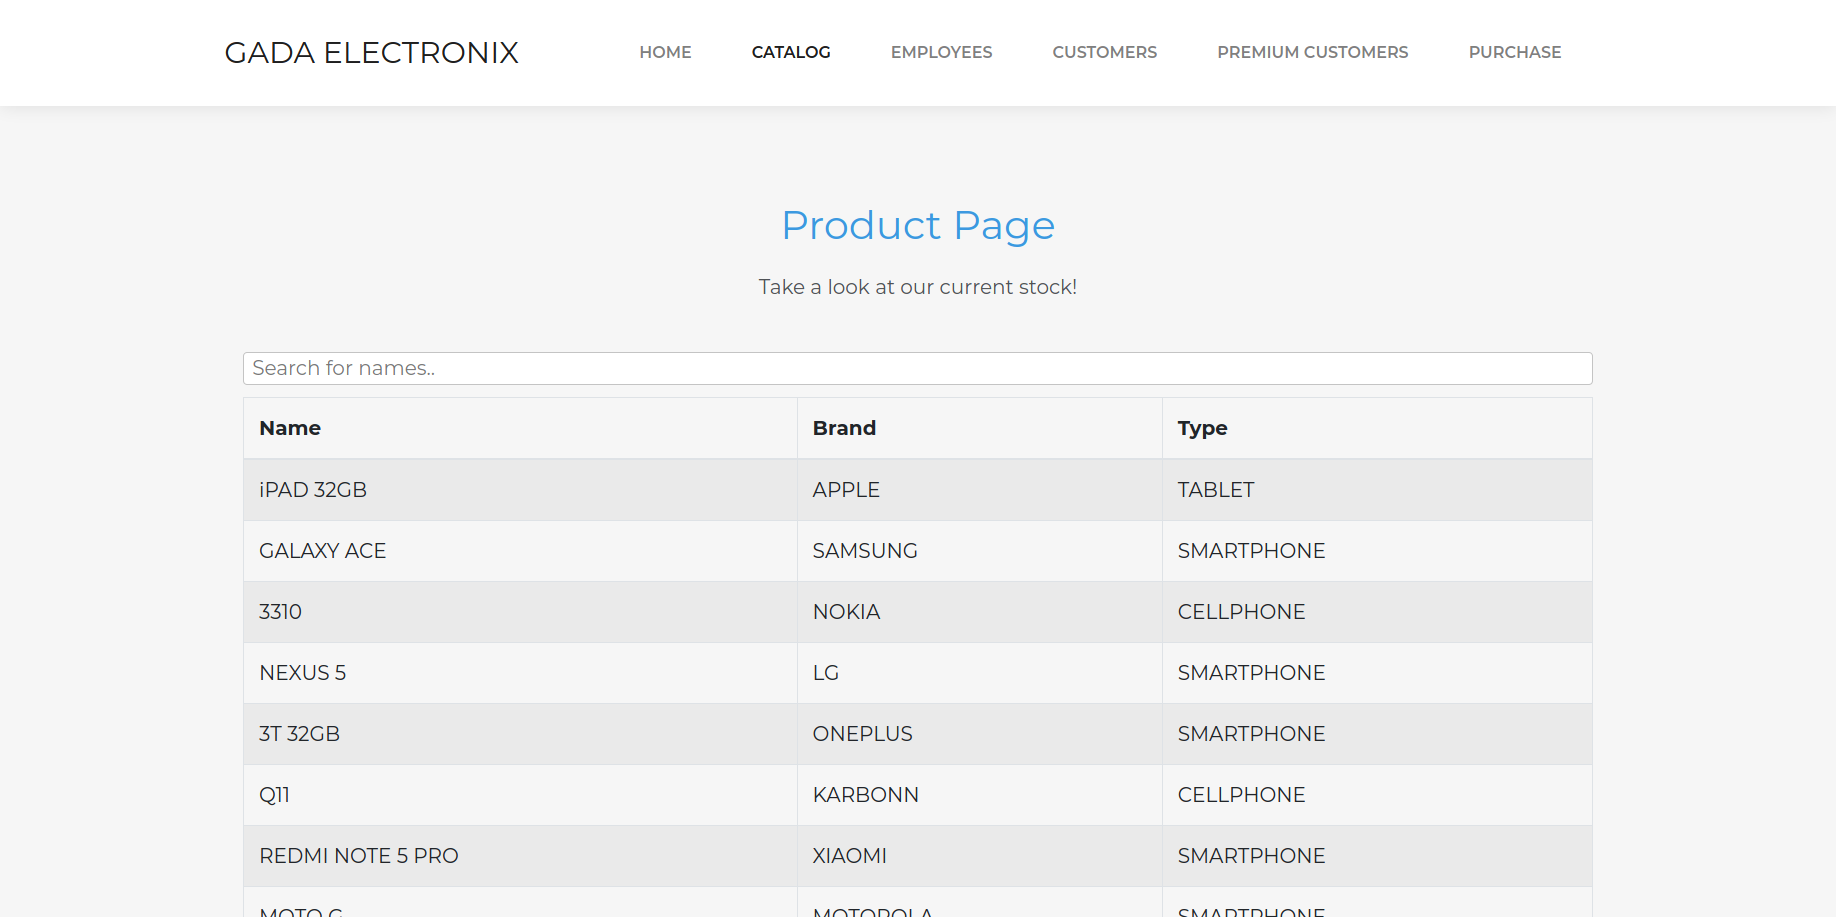 GADA ELECTRONIX HOME CATALOG EMPLOYEES CUSTOMERS PREMIUM CUSTOMERS PURCHASE
Product Page
Take a look at our current stock!
Search for names..
Name Brand Type
iPAD 32GB APPLE TABLET
GALAXY ACE SAMSUNG SMARTPHONE
3310 NOKIA CELLPHONE
NEXUS 5 LG SMARTPHONE
3T 32GB ONEPLUS SMARTPHONE
Q11 KARBONN CELLPHONE
REDMI NOTE 5 PRO XIAOMI SMARTPHONE
MOTO G MOTOROLA SMARTPHONE